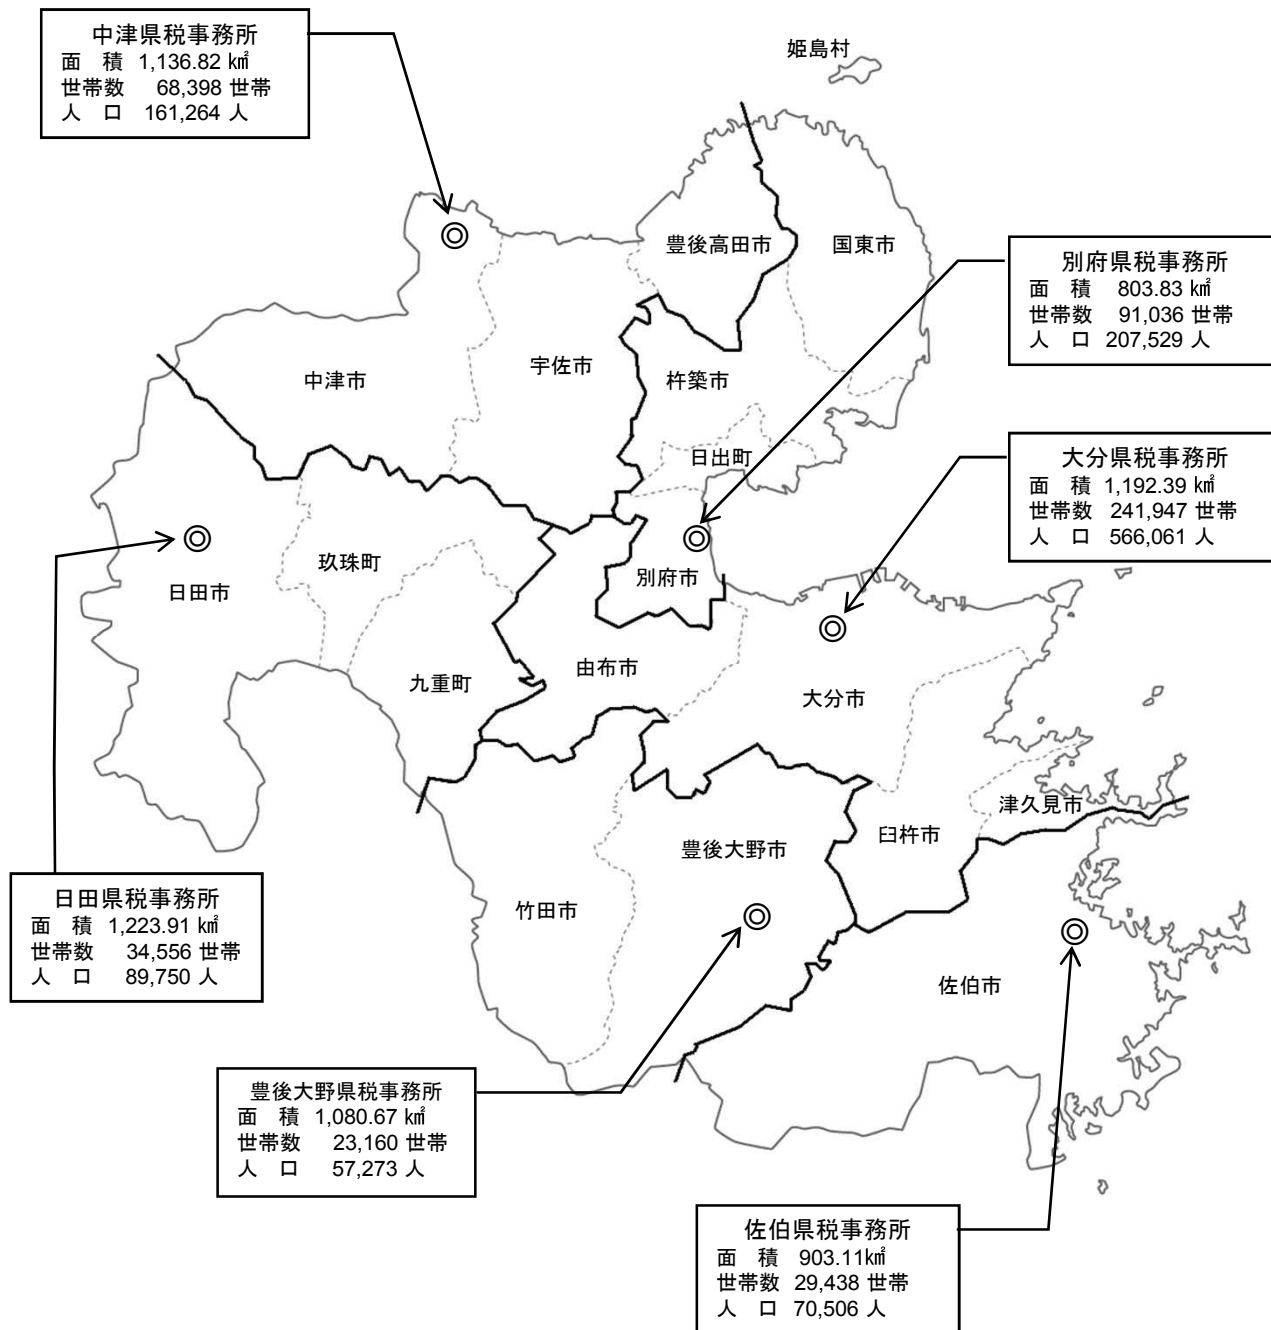 中津県税事務所
面 積 1,136.82 ㎢
世帯数 68,398 世帯
人 口 161,264 人
姫島村
豊後高田市
国東市
別府県税事務所
面 積 803.83 ㎢
世帯数 91,036 世帯
人 口 207,529 人
中津市
宇佐市
杵築市
日出町
大分県税事務所
面 積 1,192.39 ㎢
世帯数 241,947 世帯
人 口 566,061 人
日田市
玖珠町
別府市
九重町
由布市
大分市
津久見市
臼杵市
豊後大野市
竹田市
佐伯市
日田県税事務所
面 積 1,223.91 ㎢
世帯数 34,556 世帯
人 口 89,750 人
豊後大野県税事務所
面 積 1,080.67 ㎢
世帯数 23,160 世帯
人 口 57,273 人
佐伯県税事務所
面 積 903.11㎢
世帯数 29,438 世帯
人 口 70,506 人